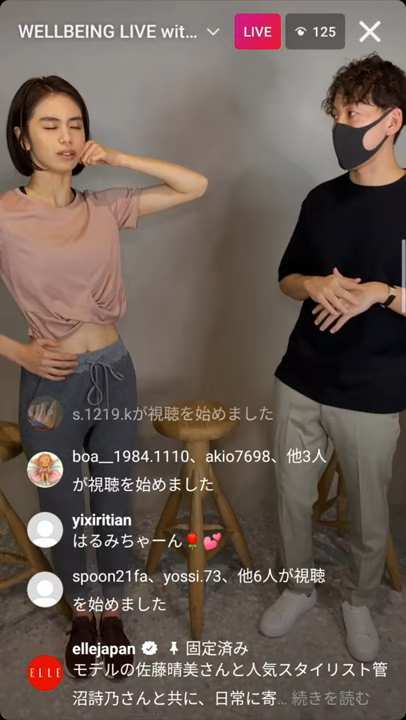 WELLBEING LIVE wit...
LIVE
125
s.1219.kが視聴を始めました
boa__1984.1110、akio7698、他3人
が視聴を始めました
yixiritian
はるみちゃーん🌹💕
spoon21fa、yossi.73、他6人が視聴
を始めました
ellejapan 固定済み
ELLE
モデルの佐藤晴美さんと人気スタイリスト管
沼詩乃さんと共に、日常に寄... 続きを読む